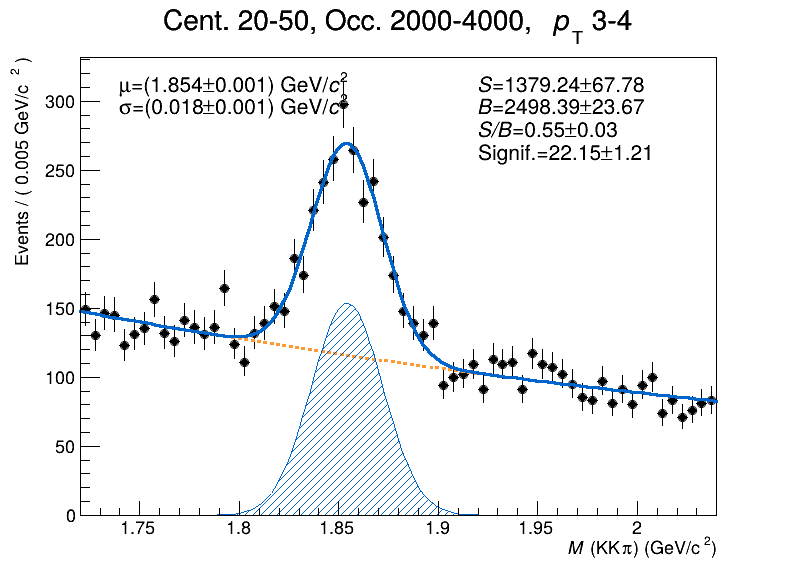 Cent. 20-50, Occ. 2000-4000, pT 3-4
μ=(1.854±0.001) GeV/c2
σ=(0.018±0.001) GeV/c2
S=1379.24±67.78
B=2498.39±23.67
S/B=0.55±0.03
Signif.=22.15±1.21
Events / ( 0.005 GeV/c 2 )
300
250
200
150
100
50
0
1.75 1.8 1.85 1.9 1.95 2
M (KKπ) (GeV/c2)